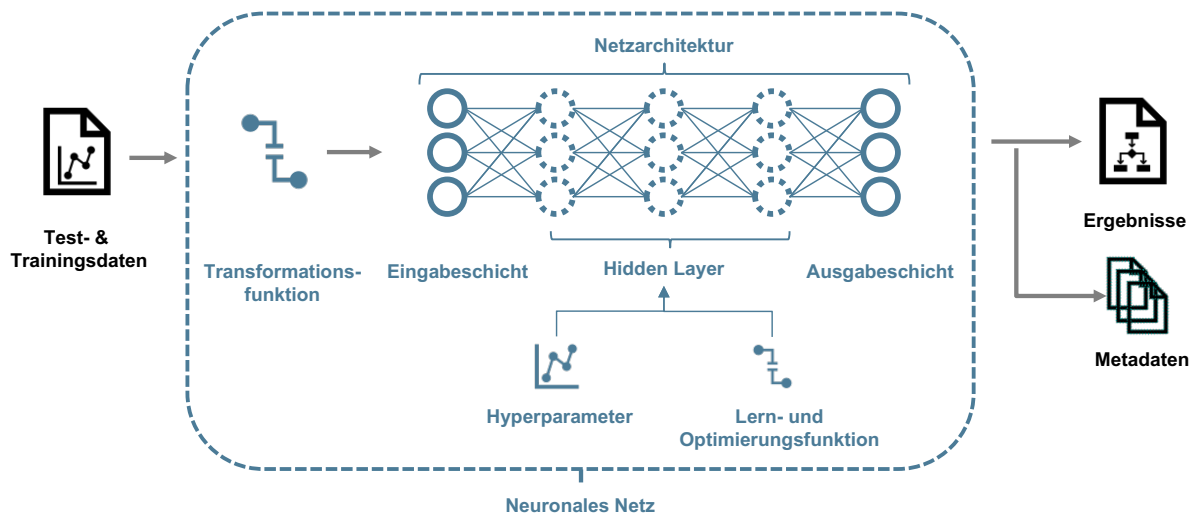 Netzarchitektur
Test- &
Trainingsdaten
Transformations-
funktion
Eingabeschicht
Hidden Layer
Ausgabeschicht
Ergebnisse
Metadaten
Hyperparameter
Lern- und
Optimierungsfunktion
Neuronales Netz